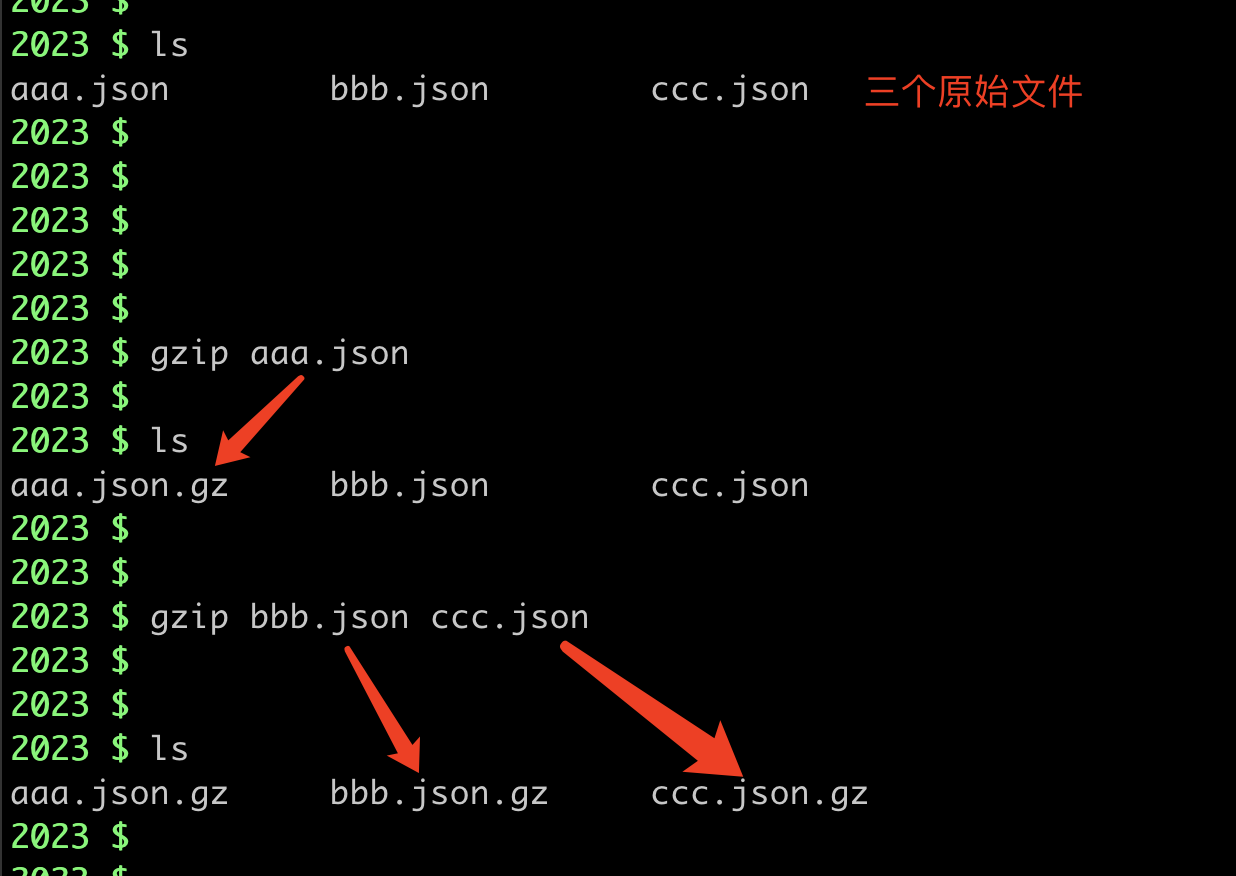 2023 $
2023 $ ls
aaa.json bbb.json ccc.json 三个原始文件
2023 $
2023 $
2023 $
2023 $
2023 $
2023 $ gzip aaa.json
2023 $
2023 $ ls
aaa.json.gz bbb.json ccc.json
2023 $
2023 $
2023 $ gzip bbb.json ccc.json
2023 $
2023 $
2023 $ ls
aaa.json.gz bbb.json.gz ccc.json.gz
2023 $
2023 $